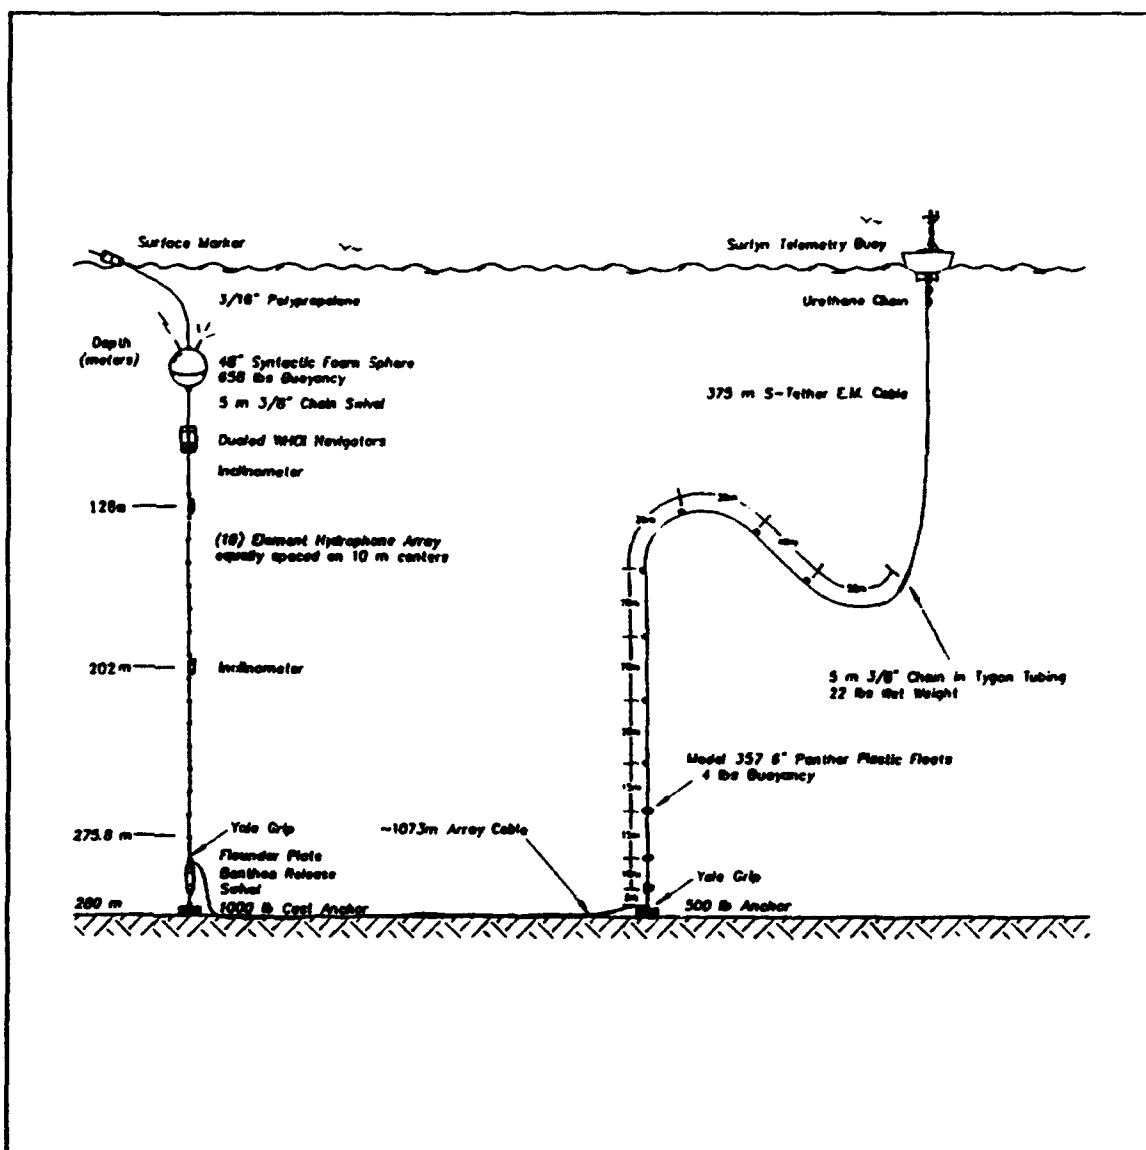 Surface Marker
Surlyn Telemetry Buoy
3/16" Polypropalene
Urethane Chain
Depth
(meters)
48" Syntactic Foam Sphere
658 lbs Buoyancy
375 m S-Tether E.M. Cable
5 m 3/8" Chain Swivel
Dualed WHOI Navigators
Inclinometer
126m
(16) Element Hydrophone Array
equally spaced on 10 m centers
202 m
Inclinometer
5 m 3/8" Chain in Tygon Tubing
22 lbs Wet Weight
Model 357 6" Panther Plastic Floats
4 lbs Buoyancy
275.8 m
Yale Grip
~1073m Array Cable
Flounder Plate
Benthos Release
Swivel
Yale Grip
280 m
1000 lb Cast Anchor
500 lb Anchor